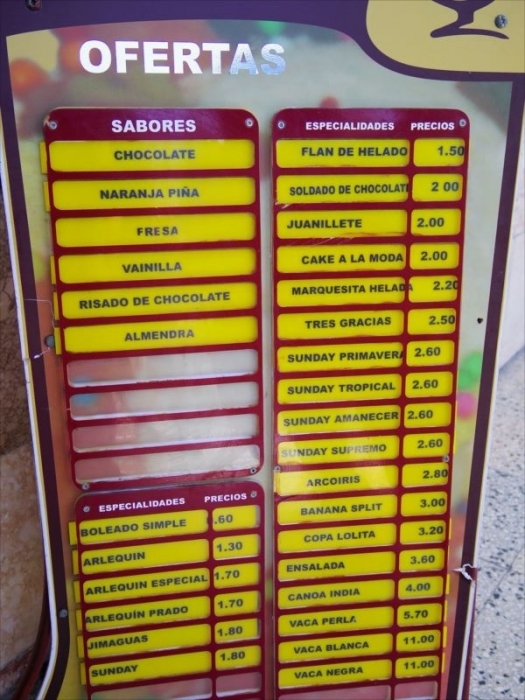 OFERTAS
SABORES
CHOCOLATE
NARANJA PIÑA
FRESA
VAINILLA
RISADO DE CHOCOLATE
ALMENDRA
ESPECIALIDADES PRECIOS
BOLEADO SIMPLE .60
ARLEQUIN 1.30
ARLEQUIN ESPECIAL 1.70
ARLEQUÍN PRADO 1.70
JIMAGUAS 1.80
SUNDAY 1.80
ESPECIALIDADES PRECIOS
FLAN DE HELADO 1.50
SOLDADO DE CHOCOLATE 2 00
JUANILLETE 2.00
CAKE A LA MODA 2.00
MARQUESITA HELADA 2.20
TRES GRACIAS 2.50
SUNDAY PRIMAVERA 2.60
SUNDAY TROPICAL 2.60
SUNDAY AMANECER 2.60
SUNDAY SUPREMO 2.60
ARCOIRIS 2.80
BANANA SPLIT 3.00
COPA LOLITA 3.20
ENSALADA 3.60
CANOA INDIA 4.00
VACA 5.70
VACA BLANCA 11.00
VACA NEGRA 11.00